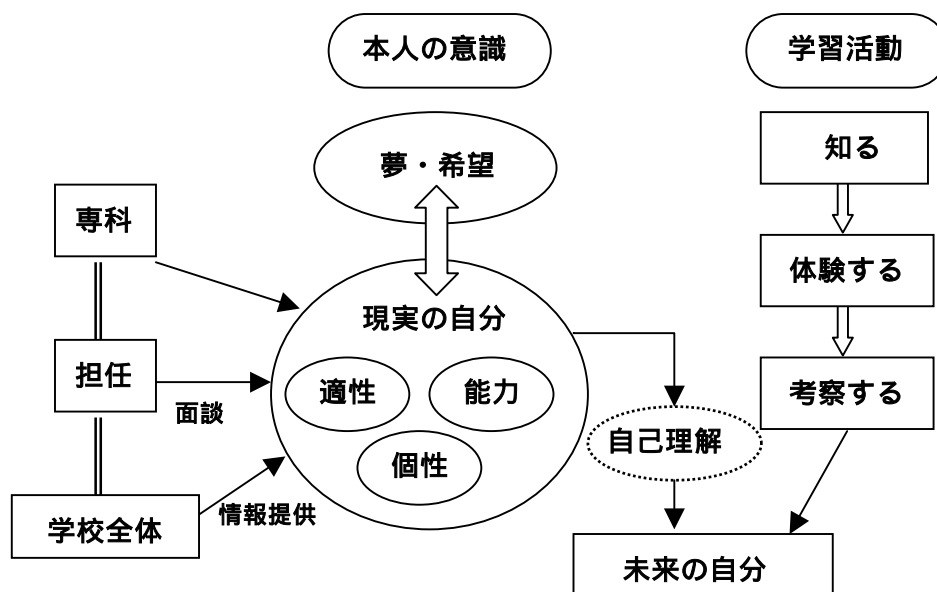 本人の意識
学習活動
夢・希望
知る
専科
体験する
現実の自分
担任
面談
適性
能力
個性
考察する
自己理解
学校全体
情報提供
未来の自分